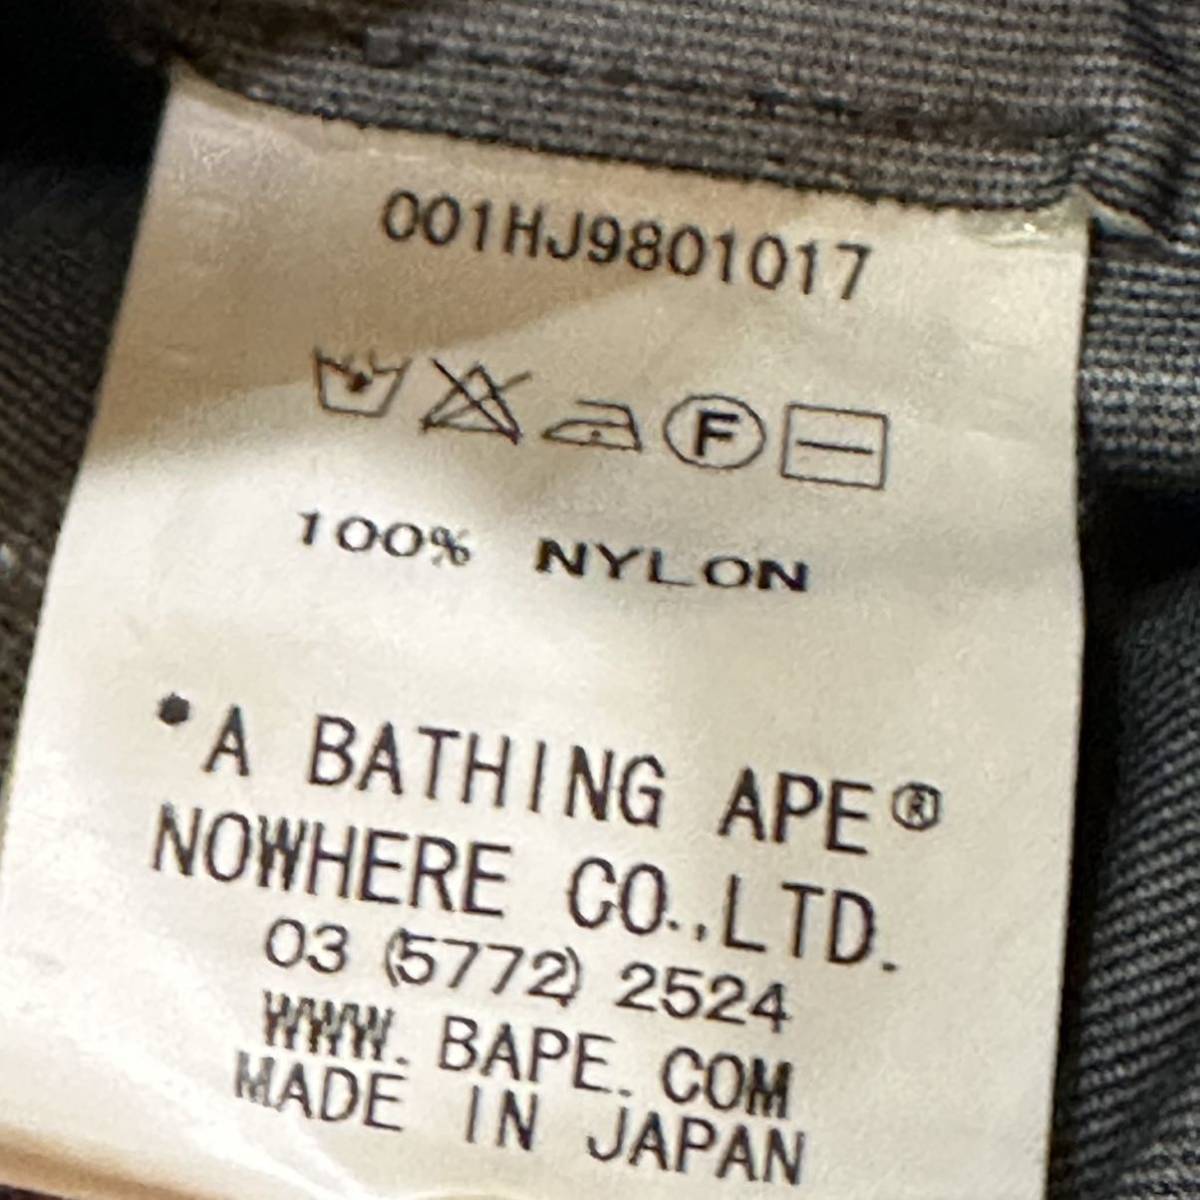 001HJ9801017
F
100% NYLON
•A BATHING APE®
NOWHERE CO.,LTD.
03 (5772) 2524
WWW.BAPE.COM
MADE IN JAPAN